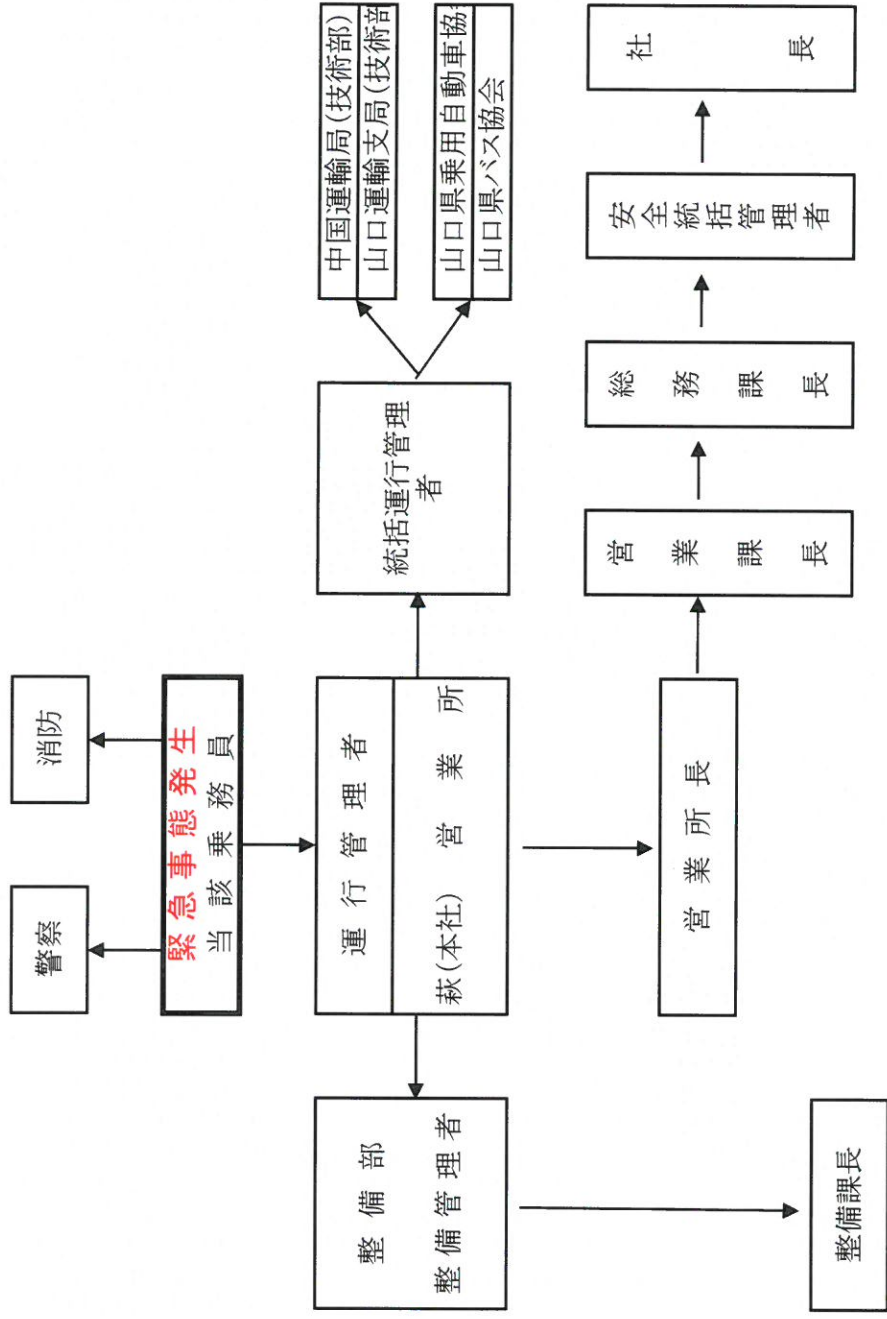 警察
消防
緊急事態発生
当該乗務員
運行管理者
萩(本社) 営業所
統括運行管理
者
中国運輸局(技術部)
山口運輸支局(技術部
山口県乗用自動車協会
山口県バス協会
整備部
整備管理者
整備課長
営業所長
営業課長
総務課長
安全統括管理者
社長